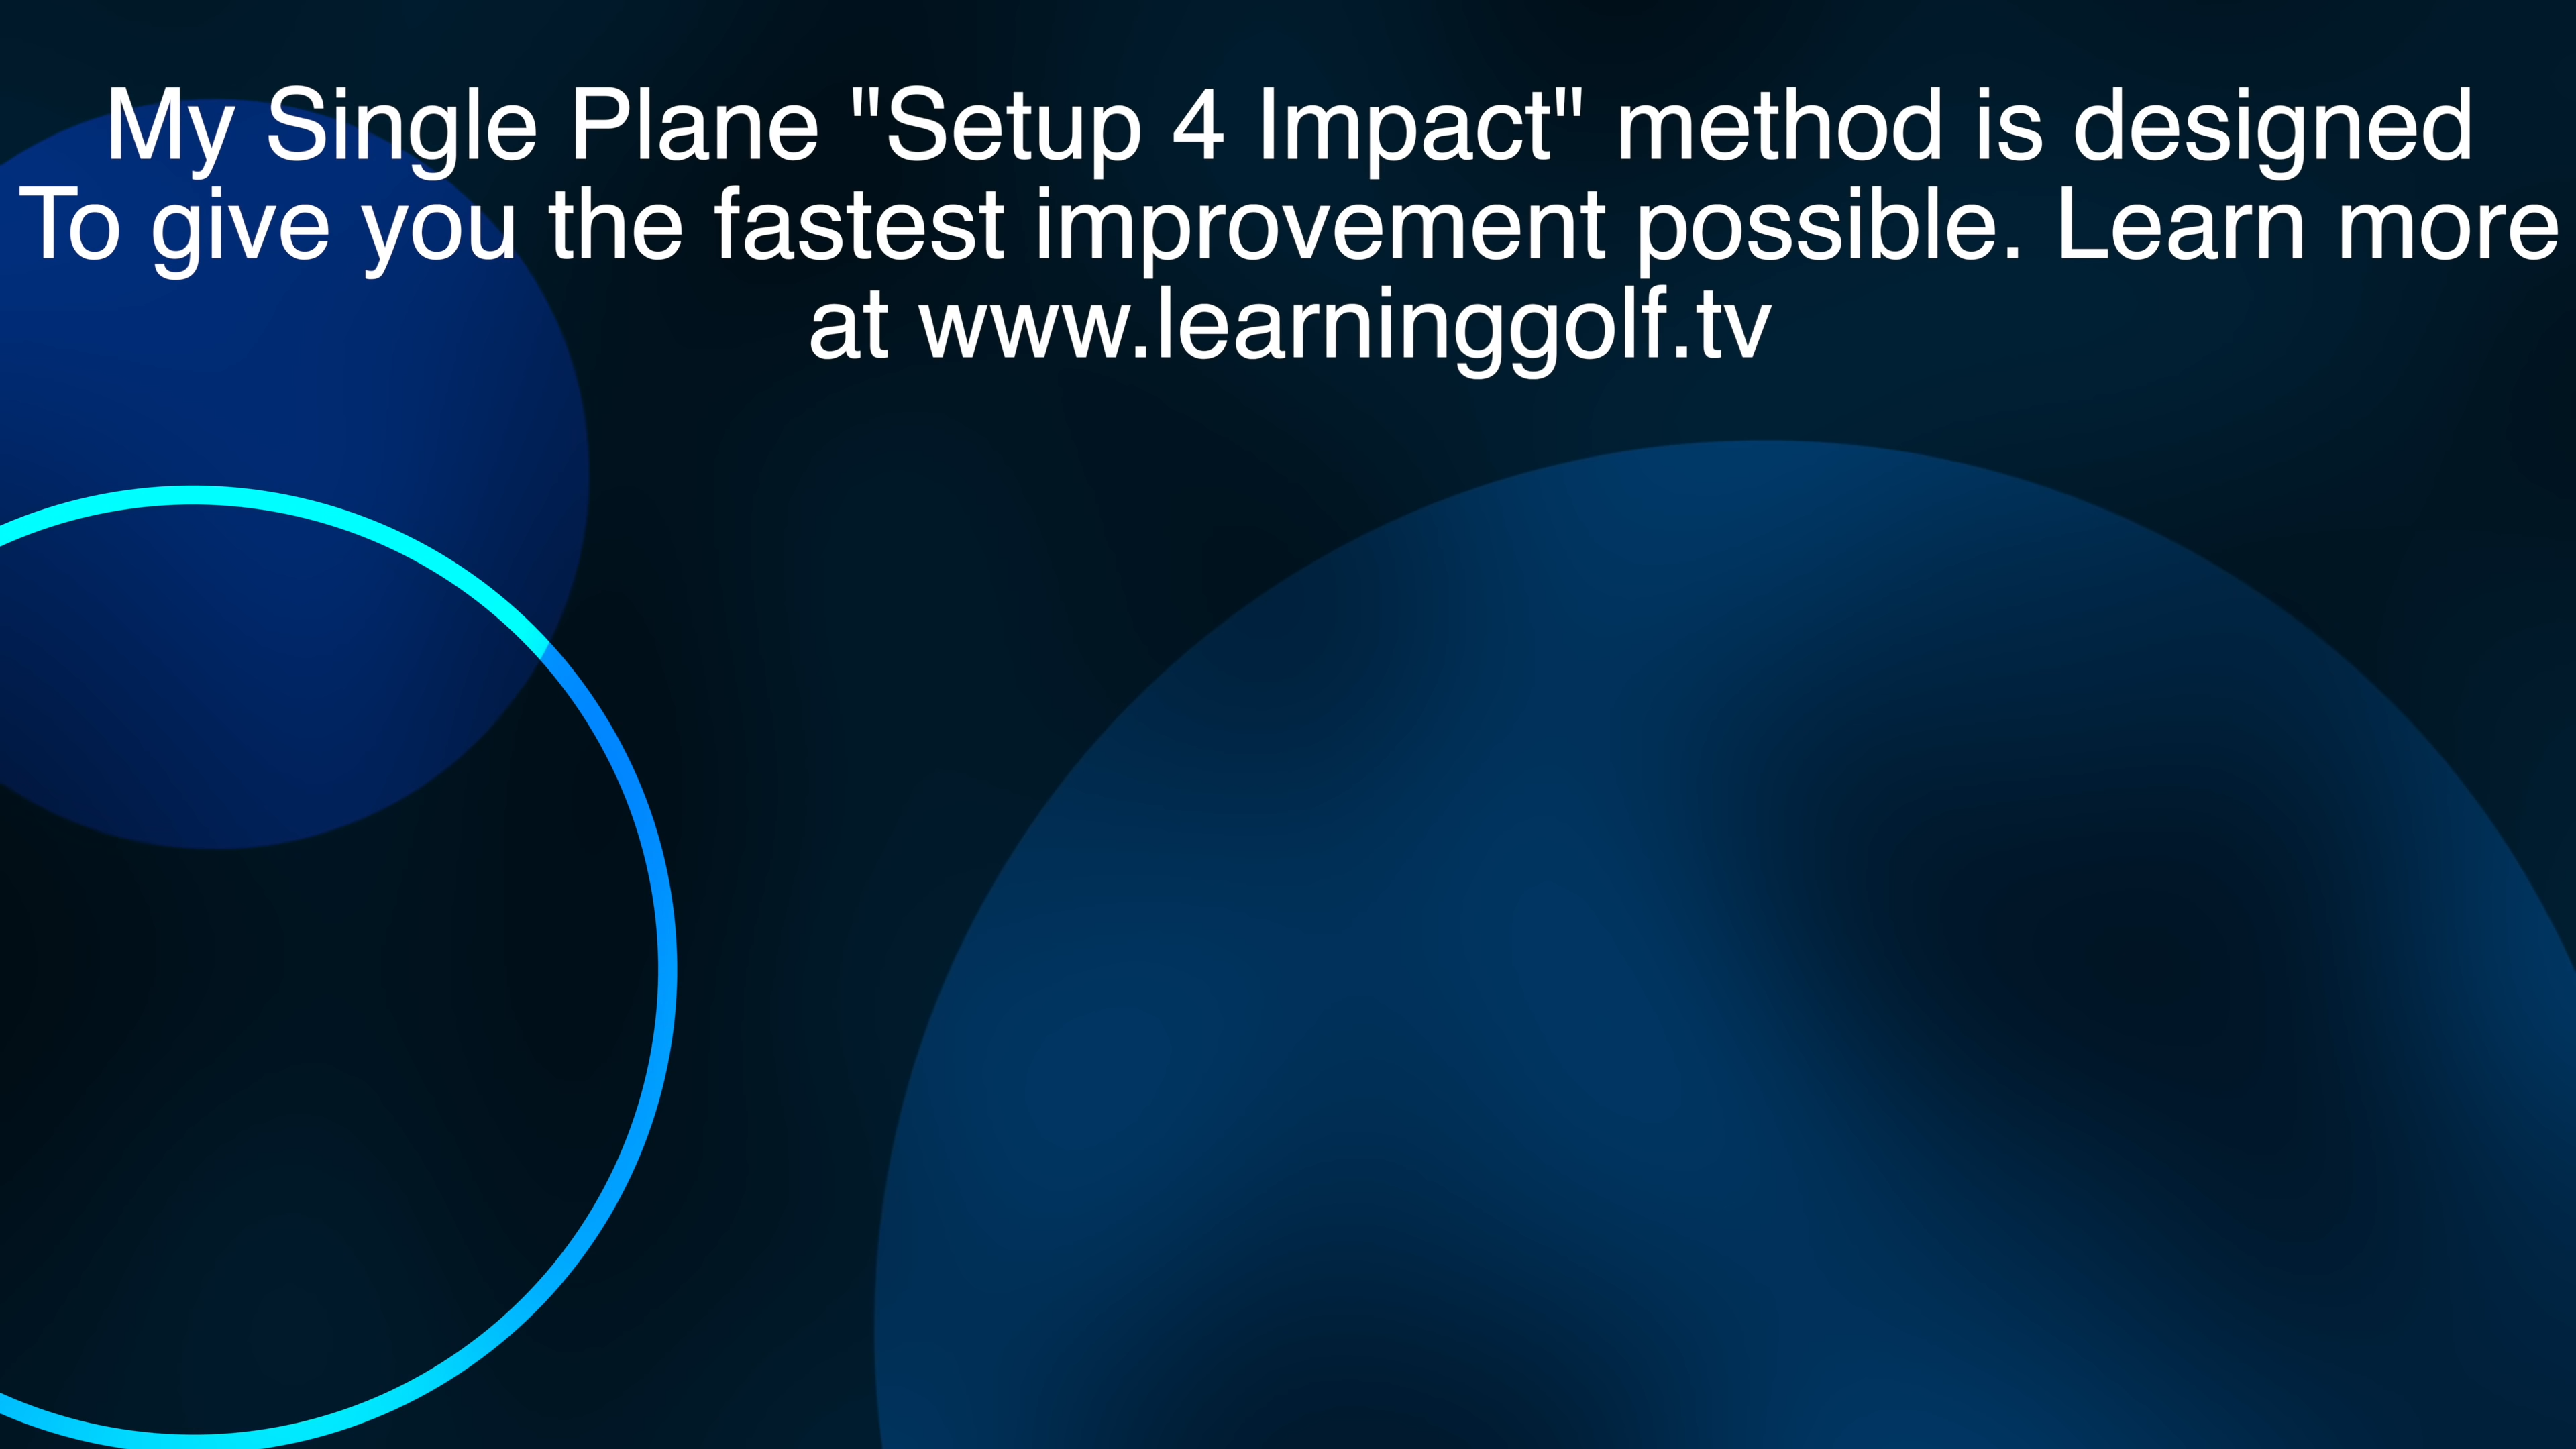 My Single Plane "Setup 4 Impact" method is designed
To give you the fastest improvement possible. Learn more
at www.learninggolf.tv